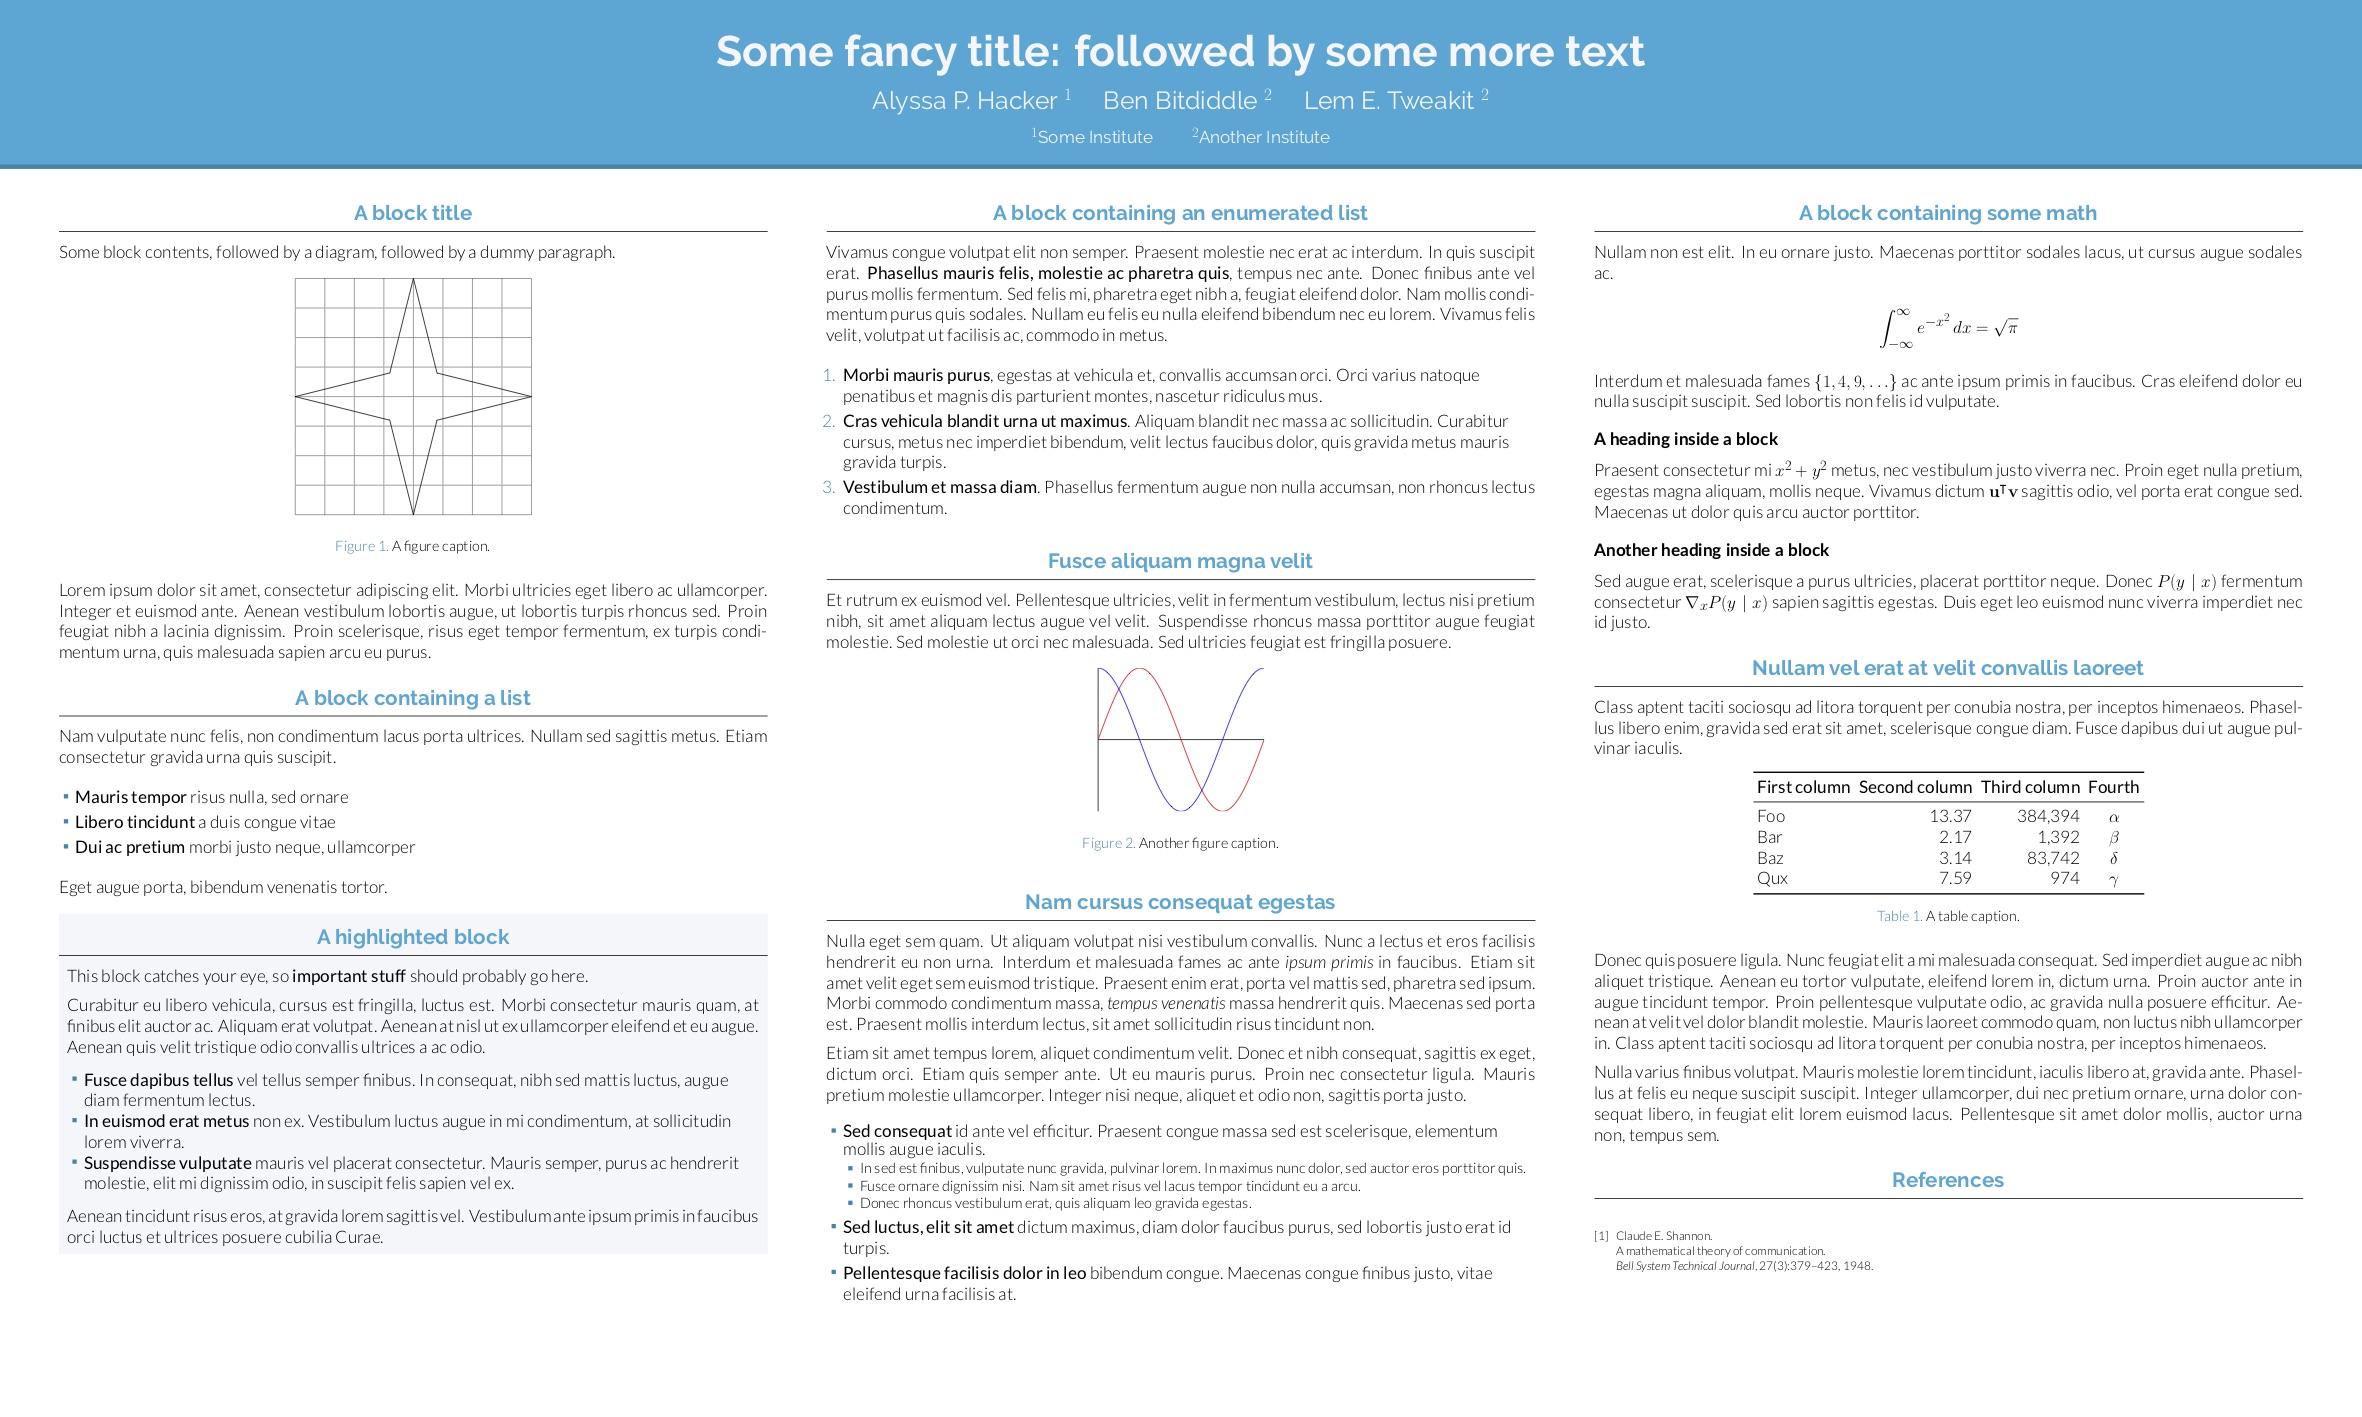 Some fancy title: followed by some more text
Alyssa P. Hacker ¹ Ben Bitdiddle ² Lem E. Tweakit ²
¹Some Institute ²Another Institute
A block title
Some block contents, followed by a diagram, followed by a dummy paragraph.
Figure 1. A figure caption.
Lorem ipsum dolor sit amet, consectetur adipiscing elit. Morbi ultricies eget libero ac ullamcorper.
Integer et euismod ante. Aenean vestibulum lobortis augue, ut lobortis turpis rhoncus sed. Proin
feugiat nibh a lacinia dignissim. Proin scelerisque, risus eget tempor fermentum, ex turpis condi-
mentum urna, quis malesuada sapien arcu eu purus.
A block containing a list
Nam vulputate nunc felis, non condimentum lacus porta ultrices. Nullam sed sagittis metus. Etiam
consectetur gravida urna quis suscipit.
▪ Mauris tempor risus nulla, sed ornare
▪ Libero tincidunt a duis congue vitae
▪ Dui ac pretium morbi justo neque, ullamcorper
Eget augue porta, bibendum venenatis tortor.
A highlighted block
This block catches your eye, so important stuff should probably go here.
Curabitur eu libero vehicula, cursus est fringilla, luctus est. Morbi consectetur mauris quam, at
finibus elit auctor ac. Aliquam erat volutpat. Aenean at nisl ut ex ullamcorper eleifend et eu augue.
Aenean quis velit tristique odio convallis ultrices a ac odio.
▪ Fusce dapibus tellus vel tellus semper finibus. In consequat, nibh sed mattis luctus, augue
diam fermentum lectus.
▪ In euismod erat metus non ex. Vestibulum luctus augue in mi condimentum, at sollicitudin
lorem viverra.
▪ Suspendisse vulputate mauris vel placerat consectetur. Mauris semper, purus ac hendrerit
molestie, elit mi dignissim odio, in suscipit felis sapien vel ex.
Aenean tincidunt risus eros, at gravida lorem sagittis vel. Vestibulum ante ipsum primis in faucibus
orci luctus et ultrices posuere cubilia Curae.
A block containing an enumerated list
Vivamus congue volutpat elit non semper. Praesent molestie nec erat ac interdum. In quis suscipit
erat. Phasellus mauris felis, molestie ac pharetra quis, tempus nec ante. Donec finibus ante vel
purus mollis fermentum. Sed felis mi, pharetra eget nibh a, feugiat eleifend dolor. Nam mollis condi-
mentum purus quis sodales. Nullam eu felis eu nulla eleifend bibendum nec eu lorem. Vivamus felis
velit, volutpat ut facilisis ac, commodo in metus.
1. Morbi mauris purus, egestas at vehicula et, convallis accumsan orci. Orci varius natoque
penatibus et magnis dis parturient montes, nascetur ridiculus mus.
2. Cras vehicula blandit urna ut maximus. Aliquam blandit nec massa ac sollicitudin. Curabitur
cursus, metus nec imperdiet bibendum, velit lectus faucibus dolor, quis gravida metus mauris
gravida turpis.
3. Vestibulum et massa diam. Phasellus fermentum augue non nulla accumsan, non rhoncus lectus
condimentum.
Fusce aliquam magna velit
Et rutrum ex euismod vel. Pellentesque ultricies, velit in fermentum vestibulum, lectus nisi pretium
nibh, sit amet aliquam lectus augue vel velit. Suspendisse rhoncus massa porttitor augue feugiat
molestie. Sed molestie ut orci nec malesuada. Sed ultricies feugiat est fringilla posuere.
Figure 2. Another figure caption.
Nam cursus consequat egestas
Nulla eget sem quam. Ut aliquam volutpat nisi vestibulum convallis. Nunc a lectus et eros facilisis
hendrerit eu non urna. Interdum et malesuada fames ac ante ipsum primis in faucibus. Etiam sit
amet velit eget sem euismod tristique. Praesent enim erat, porta vel mattis sed, pharetra sed ipsum.
Morbi commodo condimentum massa, tempus venenatis massa hendrerit quis. Maecenas sed porta
est. Praesent mollis interdum lectus, sit amet sollicitudin risus tincidunt non.
Etiam sit amet tempus lorem, aliquet condimentum velit. Donec et nibh consequat, sagittis ex eget,
dictum orci. Etiam quis semper ante. Ut eu mauris purus. Proin nec consectetur ligula. Mauris
pretium molestie ullamcorper. Integer nisi neque, aliquet et odio non, sagittis porta justo.
▪ Sed consequat id ante vel efficitur. Praesent congue massa sed est scelerisque, elementum
mollis augue iaculis.
▪ In sed est finibus, vulputate nunc gravida, pulvinar lorem. In maximus nunc dolor, sed auctor eros porttitor quis.
▪ Fusce ornare dignissim nisi. Nam sit amet risus vel lacus tempor tincidunt eu a arcu.
▪ Donec rhoncus vestibulum erat, quis aliquam leo gravida egestas.
▪ Sed luctus, elit sit amet dictum maximus, diam dolor faucibus purus, sed lobortis justo erat id
turpis.
▪ Pellentesque facilisis dolor in leo bibendum congue. Maecenas congue finibus justo, vitae
eleifend urna facilisis at.
A block containing some math
Nullam non est elit. In eu ornare justo. Maecenas porttitor sodales lacus, ut cursus augue sodales
ac.
∫_{−∞}^{∞} e^{−x²} dx = √π
Interdum et malesuada fames {1, 4, 9, . . .} ac ante ipsum primis in faucibus. Cras eleifend dolor eu
nulla suscipit suscipit. Sed lobortis non felis id vulputate.
A heading inside a block
Praesent consectetur mi x² + y² metus, nec vestibulum justo viverra nec. Proin eget nulla pretium,
egestas magna aliquam, mollis neque. Vivamus dictum u⊺v sagittis odio, vel porta erat congue sed.
Maecenas ut dolor quis arcu auctor porttitor.
Another heading inside a block
Sed augue erat, scelerisque a purus ultricies, placerat porttitor neque. Donec P(y | x) fermentum
consectetur ∇ₓP(y | x) sapien sagittis egestas. Duis eget leo euismod nunc viverra imperdiet nec
id justo.
Nullam vel erat at velit convallis laoreet
Class aptent taciti sociosqu ad litora torquent per conubia nostra, per inceptos himenaeos. Phasel-
lus libero enim, gravida sed erat sit amet, scelerisque congue diam. Fusce dapibus dui ut augue pul-
vinar iaculis.
First column Second column Third column Fourth
Foo 13.37 384,394 α
Bar 2.17 1,392 β
Baz 3.14 83,742 δ
Qux 7.59 974 γ
Table 1. A table caption.
Donec quis posuere ligula. Nunc feugiat elit a mi malesuada consequat. Sed imperdiet augue ac nibh
aliquet tristique. Aenean eu tortor vulputate, eleifend lorem in, dictum urna. Proin auctor ante in
augue tincidunt tempor. Proin pellentesque vulputate odio, ac gravida nulla posuere efficitur. Ae-
nean at velit vel dolor blandit molestie. Mauris laoreet commodo quam, non luctus nibh ullamcorper
in. Class aptent taciti sociosqu ad litora torquent per conubia nostra, per inceptos himenaeos.
Nulla varius finibus volutpat. Mauris molestie lorem tincidunt, iaculis libero at, gravida ante. Phasel-
lus at felis eu neque suscipit suscipit. Integer ullamcorper, dui nec pretium ornare, urna dolor con-
sequat libero, in feugiat elit lorem euismod lacus. Pellentesque sit amet dolor mollis, auctor urna
non, tempus sem.
References
[1] Claude E. Shannon.
A mathematical theory of communication.
Bell System Technical Journal, 27(3):379–423, 1948.